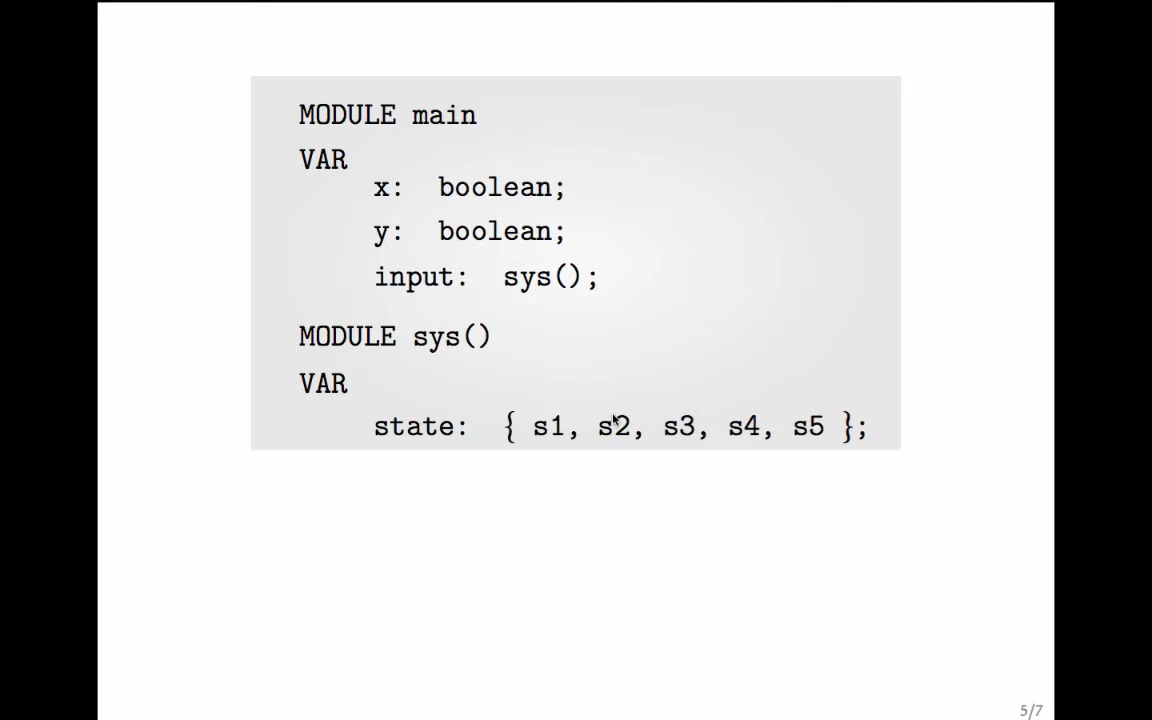 MODULE main
VAR
x: boolean;
y: boolean;
input: sys();
MODULE sys()
VAR
state: { s1, s2, s3, s4, s5 };
5/7